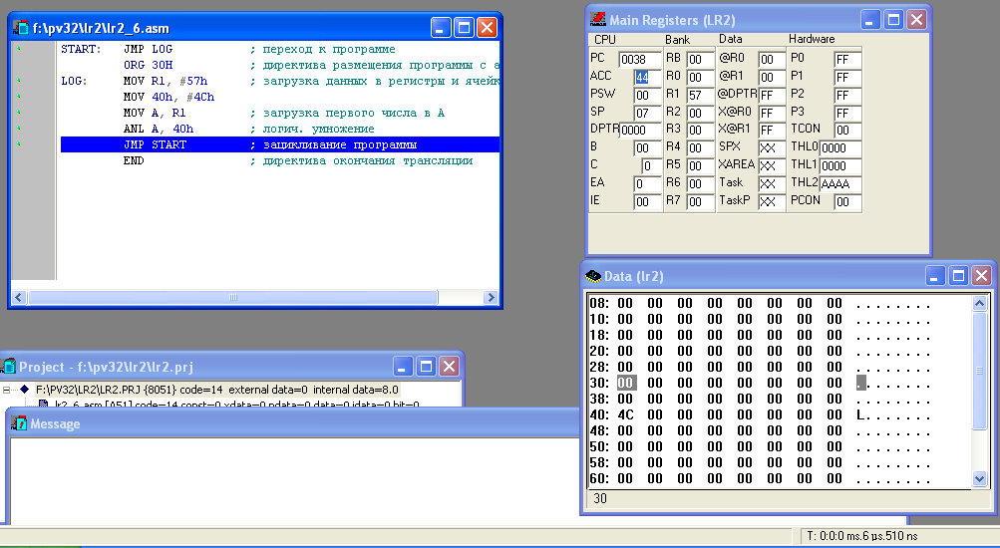 f:\pv32\lr2\lr2_6.asm
START: JMP LOG ; переход к программе
ORG 30H ; директива размещения программы с а
LOG: MOV R1, #57h ; загрузка данных в регистры и ячейк
MOV 40h, #4Ch
MOV A, R1 ; загрузка первого числа в А
ANL A, 40h ; логич. умножение
JMP START ; зацикливание программы
END ; директива окончания трансляции
Main Registers (LR2)
CPU Bank Data Hardware
PC 0038 RB 00 @R0 00 P0 FF
ACC 44 R0 00 @R1 00 P1 FF
PSW 00 R1 57 @DPTR FF P2 FF
SP 07 R2 00 X@R0 FF P3 FF
DPTR 0000 R3 00 X@R1 FF TCON 00
B 00 R4 00 SPX XX THL0 0000
C 0 R5 00 XAREA XX THL1 0000
EA 0 R6 00 Task XX THL2 AAAA
IE 00 R7 00 TaskP XX PCON 00
Data (lr2)
08: 00 00 00 00 00 00 00 00 ........
10: 00 00 00 00 00 00 00 00 ........
18: 00 00 00 00 00 00 00 00 ........
20: 00 00 00 00 00 00 00 00 ........
28: 00 00 00 00 00 00 00 00 ........
30: 00 00 00 00 00 00 00 00 ........
38: 00 00 00 00 00 00 00 00 ........
40: 4C 00 00 00 00 00 00 00 L.......
48: 00 00 00 00 00 00 00 00 ........
50: 00 00 00 00 00 00 00 00 ........
58: 00 00 00 00 00 00 00 00 ........
60: 00 00 00 00 00 00 00 00 ........
30
Project - f:\pv32\lr2\lr2.prj
F:\PV32\LR2\LR2.PRJ {8051} code=14 external data=0 internal data=8.0
lr2_6.asm [A51] code=14 const=0 xdata=0 pdata=0 data=0 idata=0 bit=0
Message
T: 0:0:0 ms.6 µs.510 ns